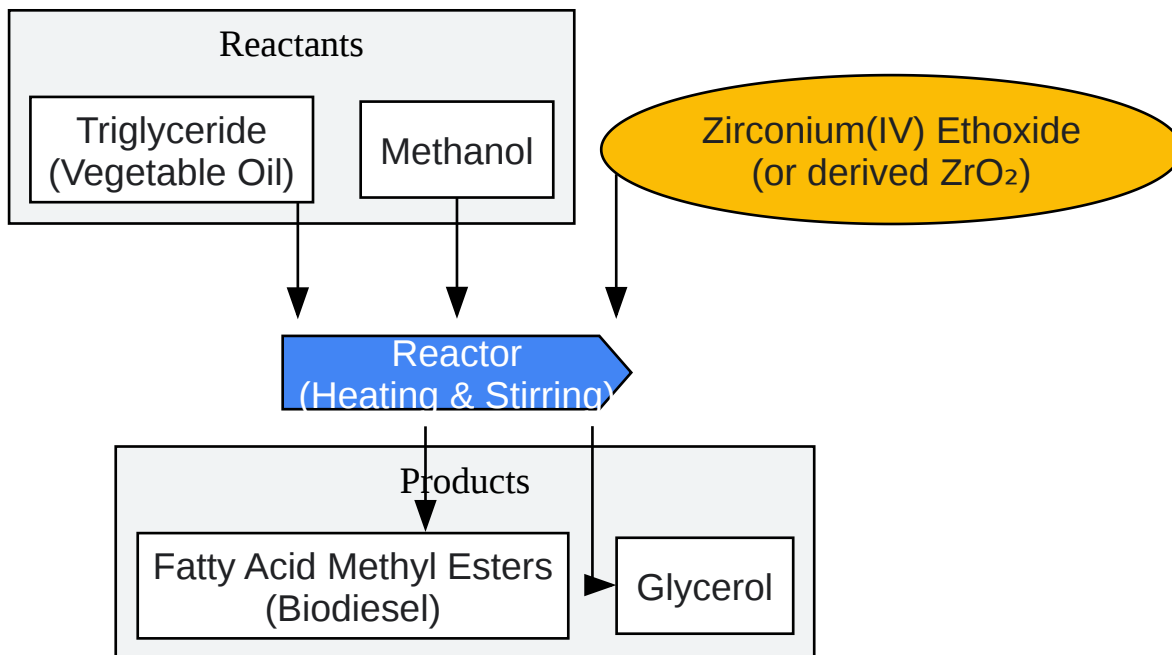 Reactants
Triglyceride
(Vegetable Oil)
Methanol
Zirconium(IV) Ethoxide
(or derived ZrO₂)
Reactor
(Heating & Stirring)
Products
Fatty Acid Methyl Esters
(Biodiesel)
Glycerol